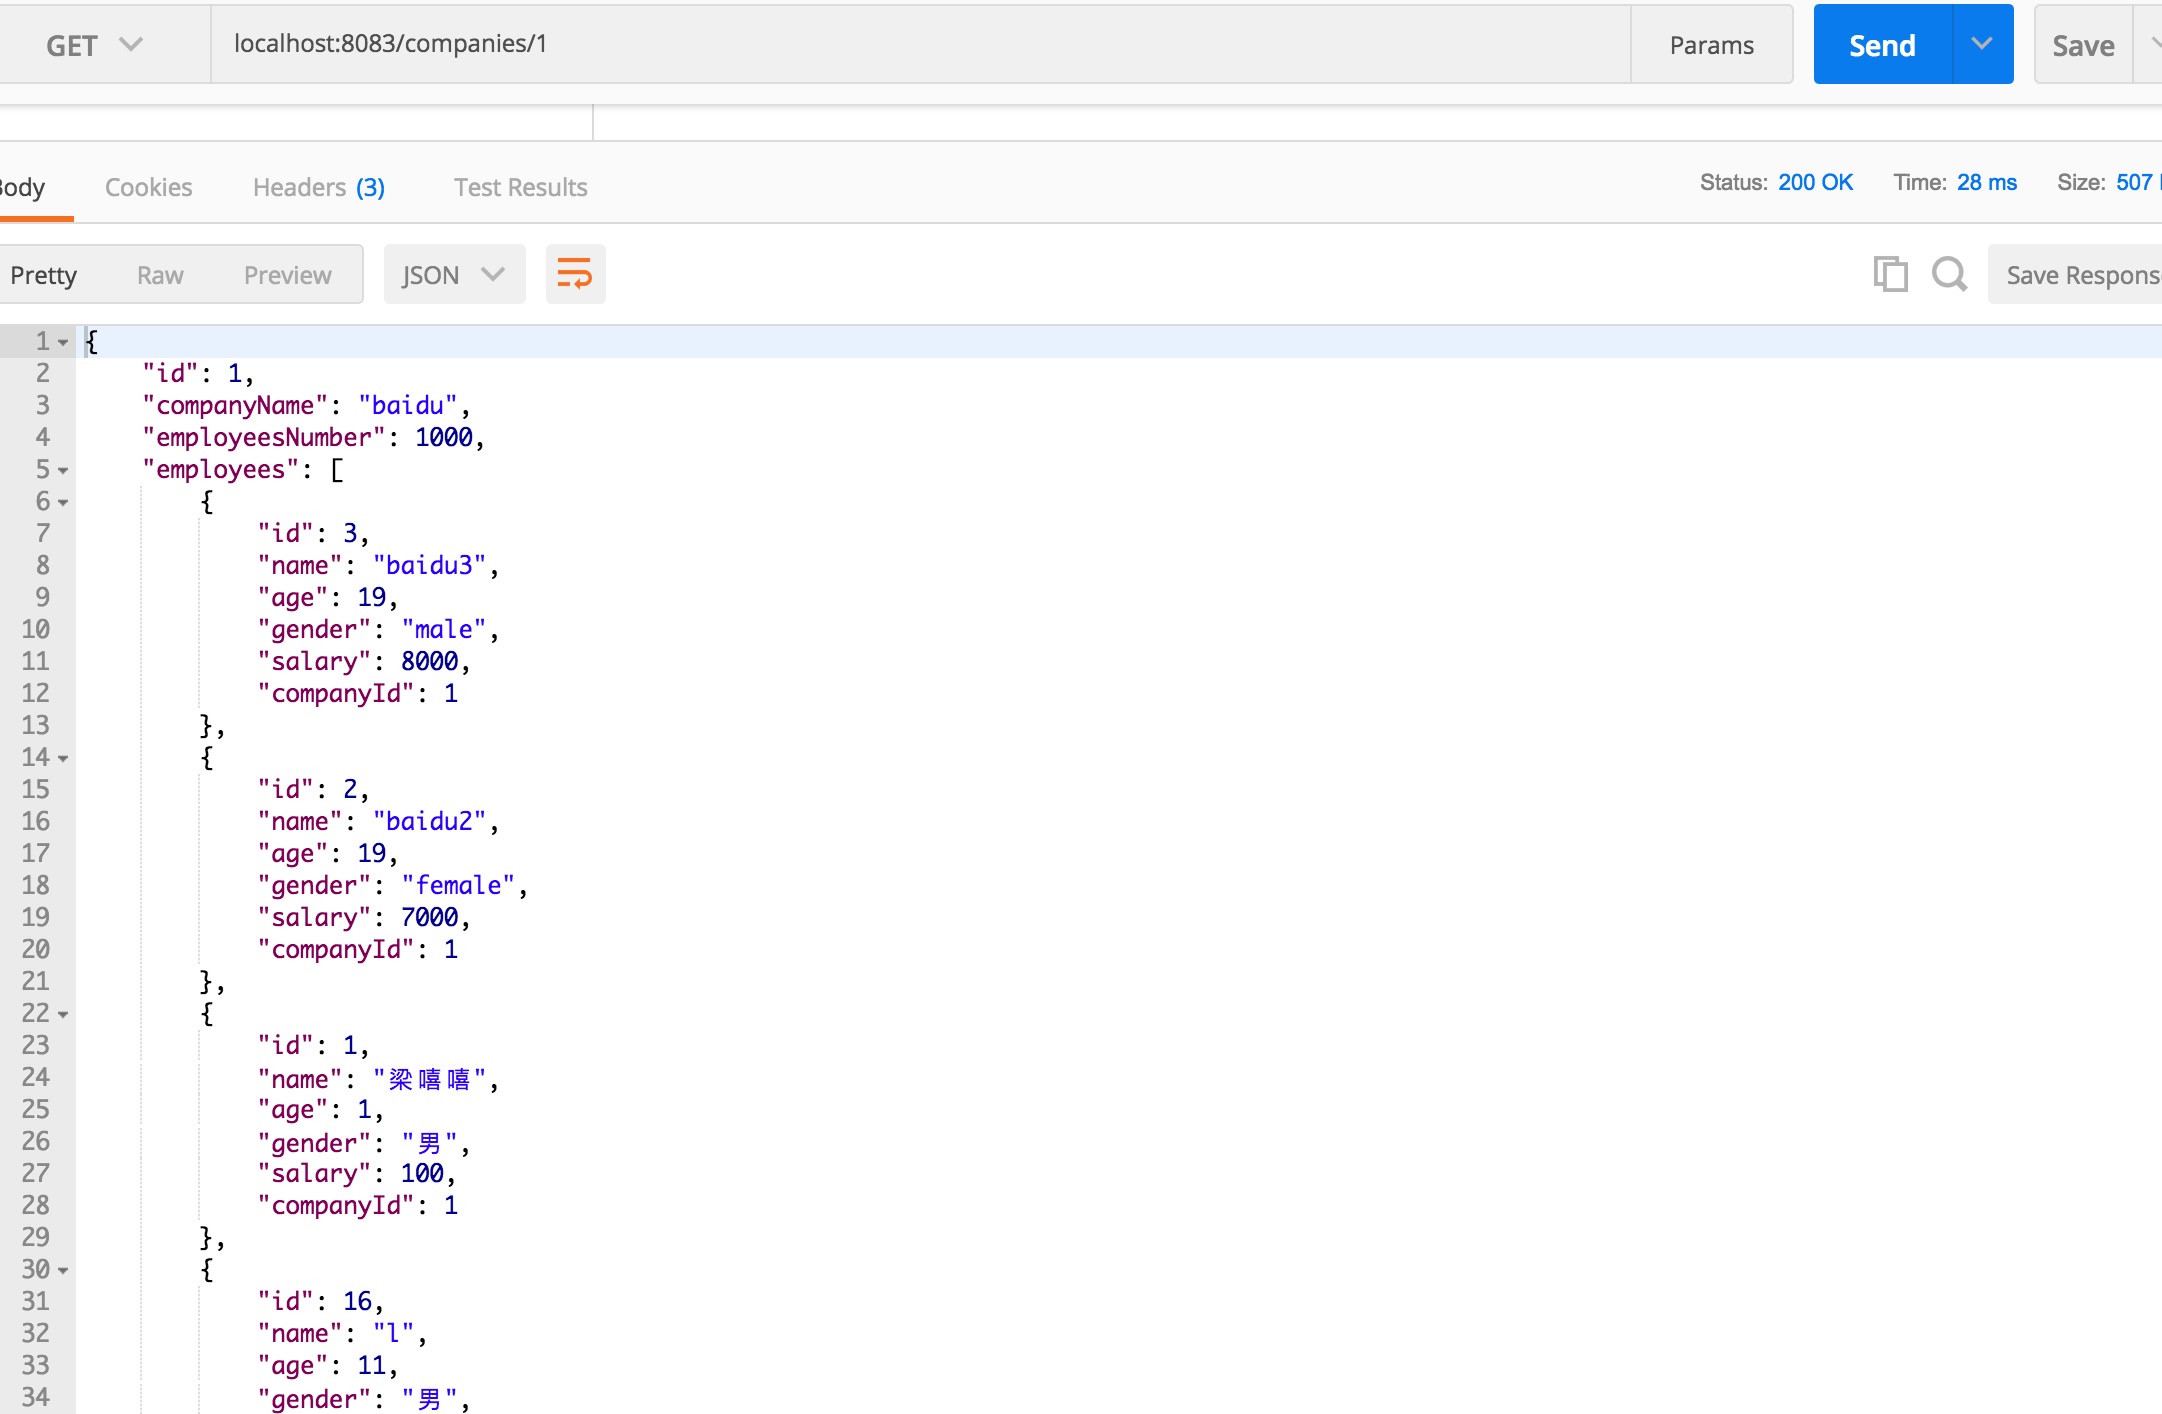 GET localhost:8083/companies/1 Params Send Save
Body Cookies Headers (3) Test Results Status: 200 OK Time: 28 ms Size: 507
Pretty Raw Preview JSON Save Respons
1 {
2 "id": 1,
3 "companyName": "baidu",
4 "employeesNumber": 1000,
5 "employees": [
6 {
7 "id": 3,
8 "name": "baidu3",
9 "age": 19,
10 "gender": "male",
11 "salary": 8000,
12 "companyId": 1
13 },
14 {
15 "id": 2,
16 "name": "baidu2",
17 "age": 19,
18 "gender": "female",
19 "salary": 7000,
20 "companyId": 1
21 },
22 {
23 "id": 1,
24 "name": "梁嘻嘻",
25 "age": 1,
26 "gender": "男",
27 "salary": 100,
28 "companyId": 1
29 },
30 {
31 "id": 16,
32 "name": "l",
33 "age": 11,
34 "gender": "男",